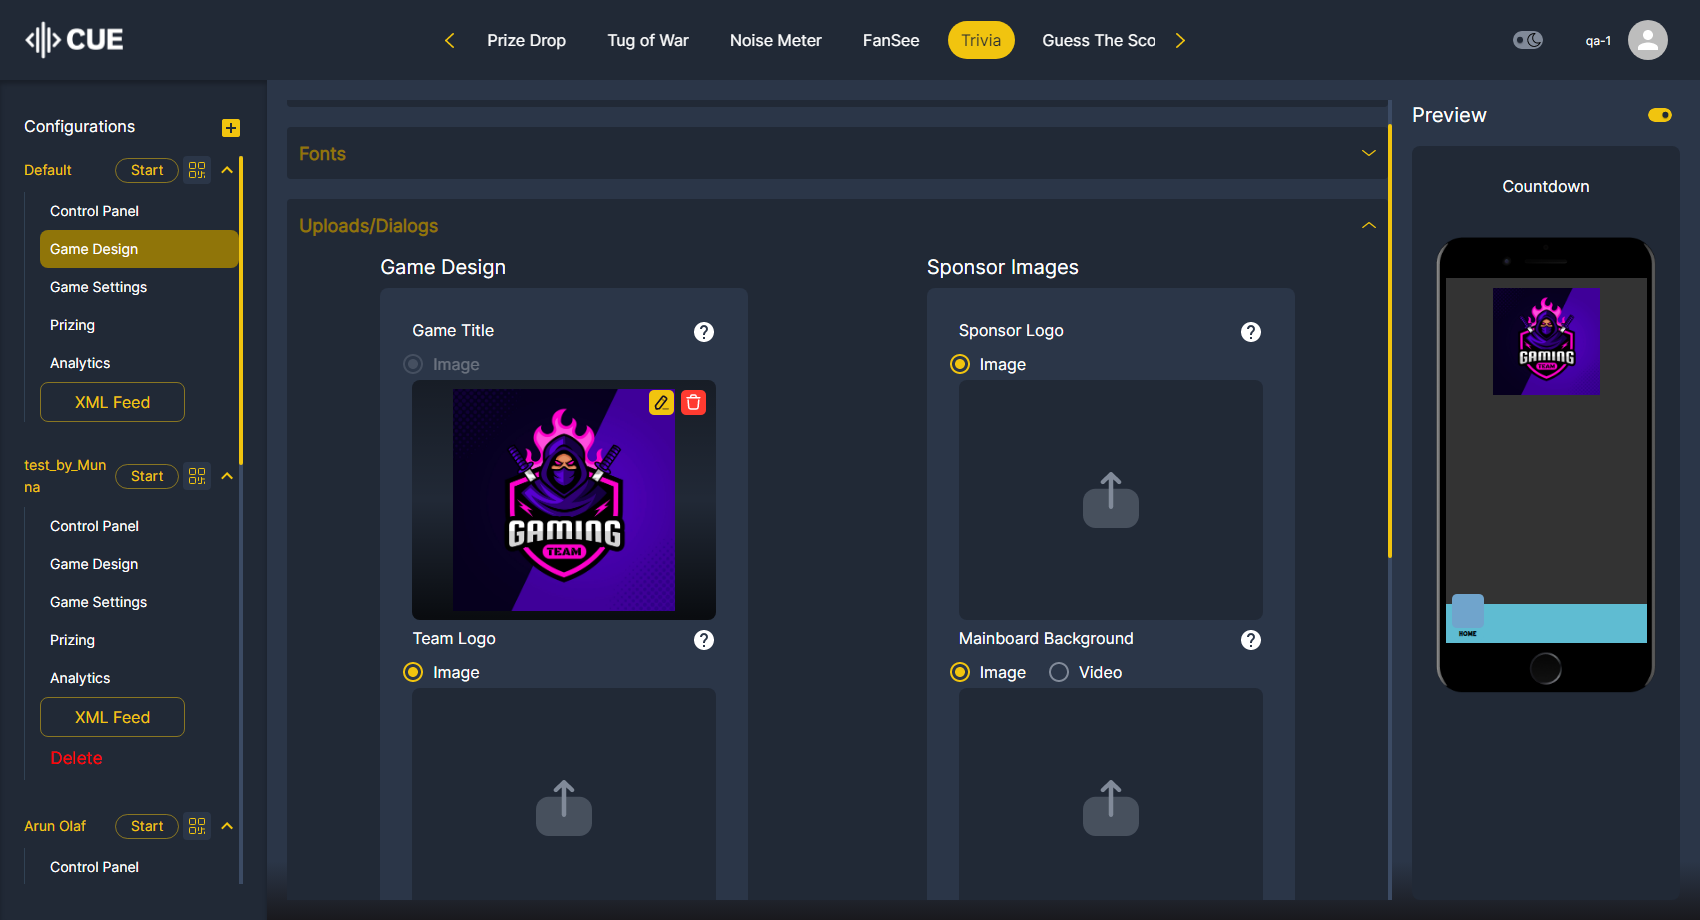 CUE
Prize Drop
Tug of War
Noise Meter
FanSee
Trivia
Guess The Sco
qa-1
Configurations
Default
Start
Control Panel
Game Design
Game Settings
Prizing
Analytics
XML Feed
test_by_Mun
na
Start
Control Panel
Game Design
Game Settings
Prizing
Analytics
XML Feed
Delete
Arun Olaf
Start
Control Panel
Fonts
Uploads/Dialogs
Game Design
Game Title
?
Image
GAMING
TEAM
Team Logo
?
Image
Sponsor Images
Sponsor Logo
?
Image
Mainboard Background
?
Image
Video
Preview
Countdown
GAMING
TEAM
HOME